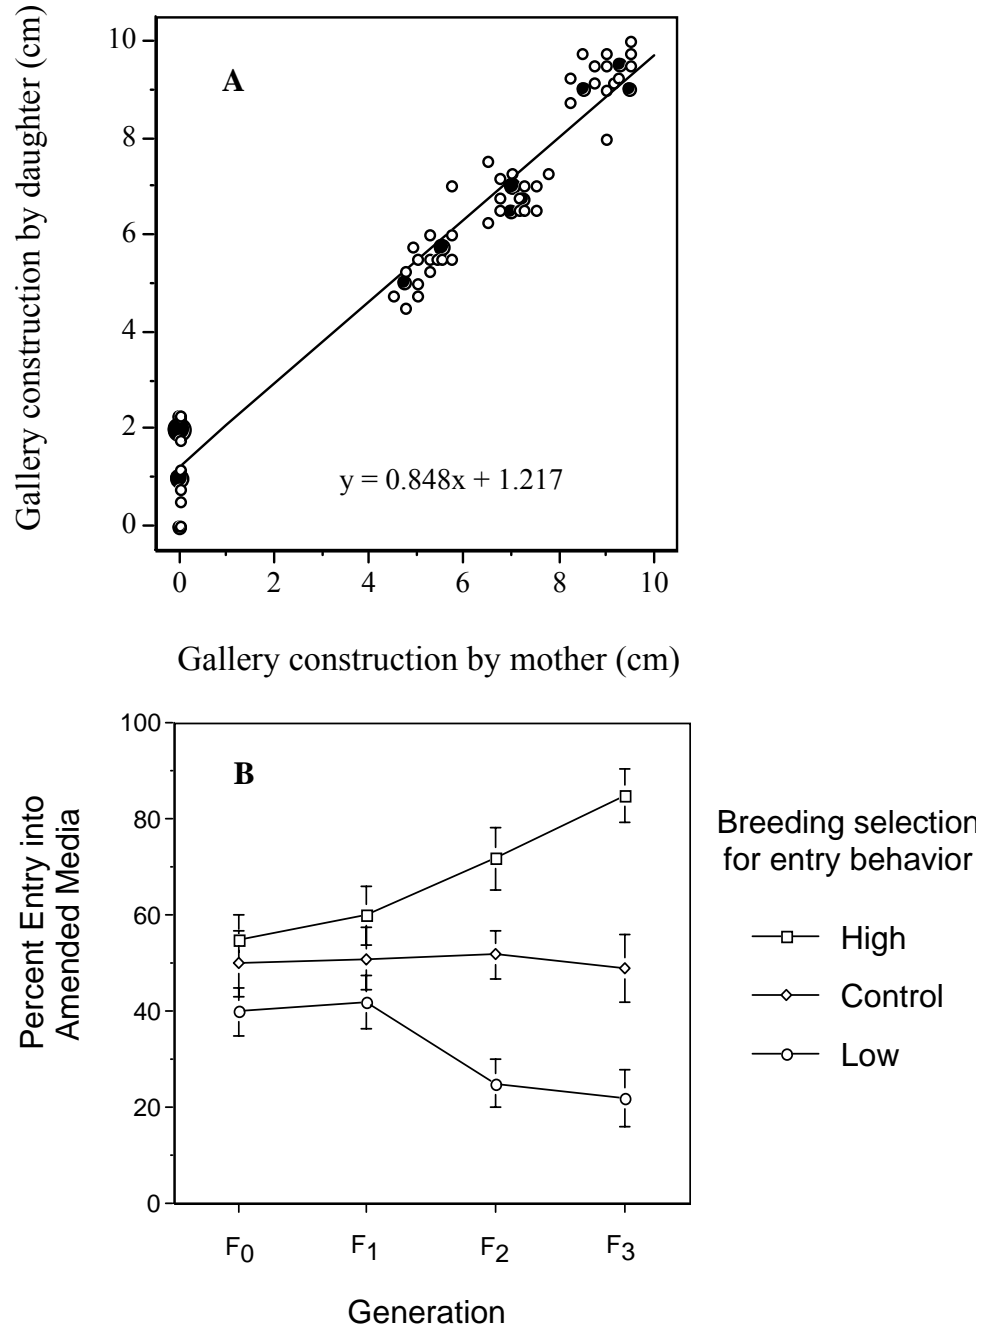 A
Gallery construction by daughter (cm)
10
8
6
4
2
0
y = 0.848x + 1.217
0 2 4 6 8 10
Gallery construction by mother (cm)
B
Percent Entry into
Amended Media
100
80
60
40
20
0
F0 F1 F2 F3
Generation
Breeding selection
for entry behavior
High
Control
Low